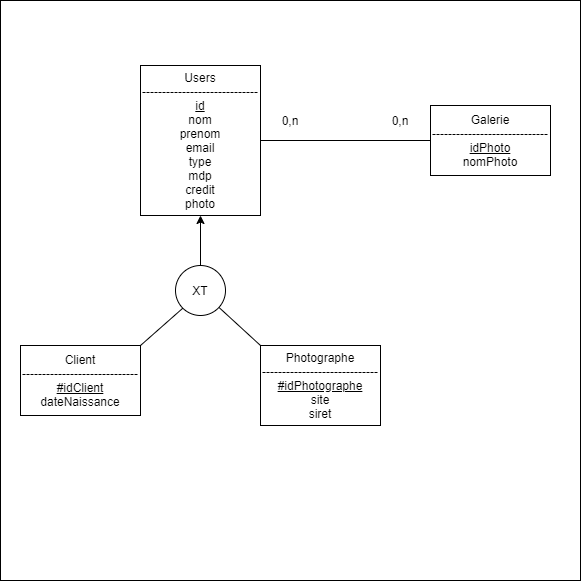 Users
id
nom
prenom
email
type
mdp
credit
photo
0,n
0,n
Galerie
idPhoto
nomPhoto
XT
Client
#idClient
dateNaissance
Photographe
#idPhotographe
site
siret